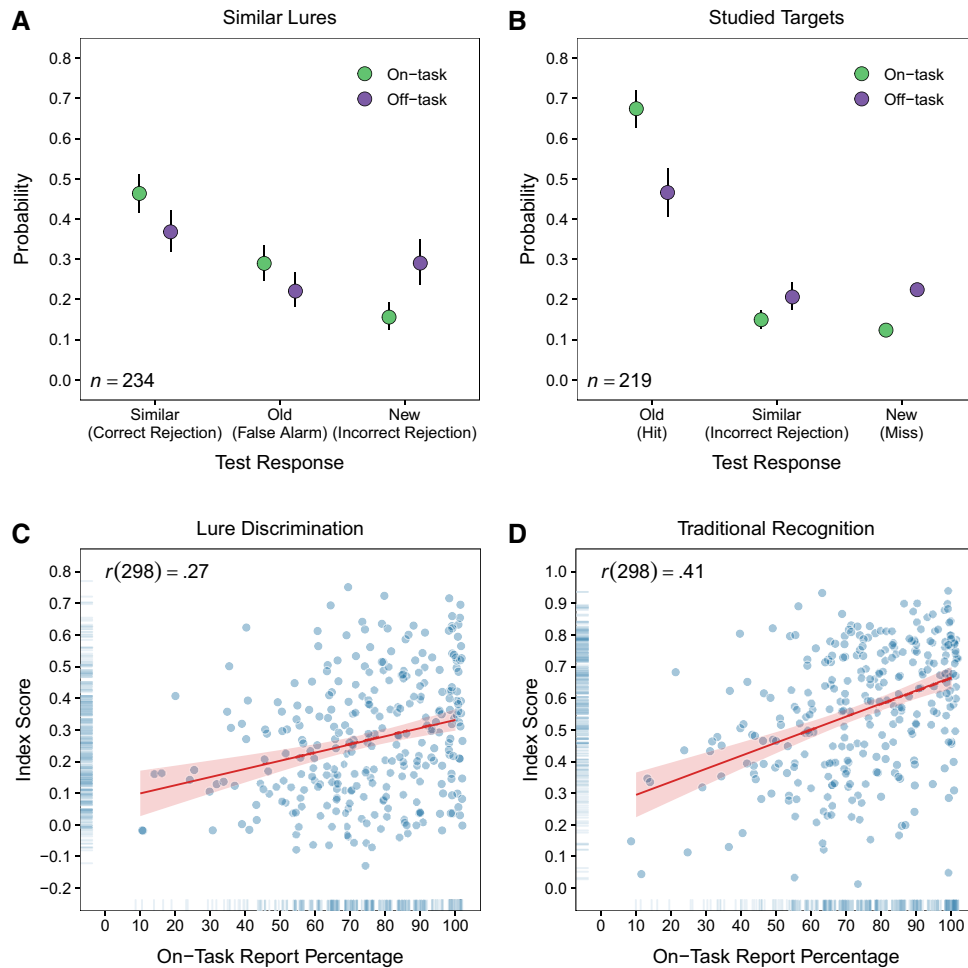 A
Similar Lures
Probability
0.8
0.7
0.6
0.5
0.4
0.3
0.2
0.1
0.0
On−task
Off−task
n = 234
Similar
(Correct Rejection)
Old
(False Alarm)
New
(Incorrect Rejection)
Test Response
B
Studied Targets
Probability
0.8
0.7
0.6
0.5
0.4
0.3
0.2
0.1
0.0
On−task
Off−task
n = 219
Old
(Hit)
Similar
(Incorrect Rejection)
New
(Miss)
Test Response
C
Lure Discrimination
Index Score
0.8
0.7
0.6
0.5
0.4
0.3
0.2
0.1
0.0
−0.1
−0.2
r(298) = .27
0 10 20 30 40 50 60 70 80 90 100
On−Task Report Percentage
D
Traditional Recognition
Index Score
1.0
0.9
0.8
0.7
0.6
0.5
0.4
0.3
0.2
0.1
0.0
r(298) = .41
0 10 20 30 40 50 60 70 80 90 100
On−Task Report Percentage